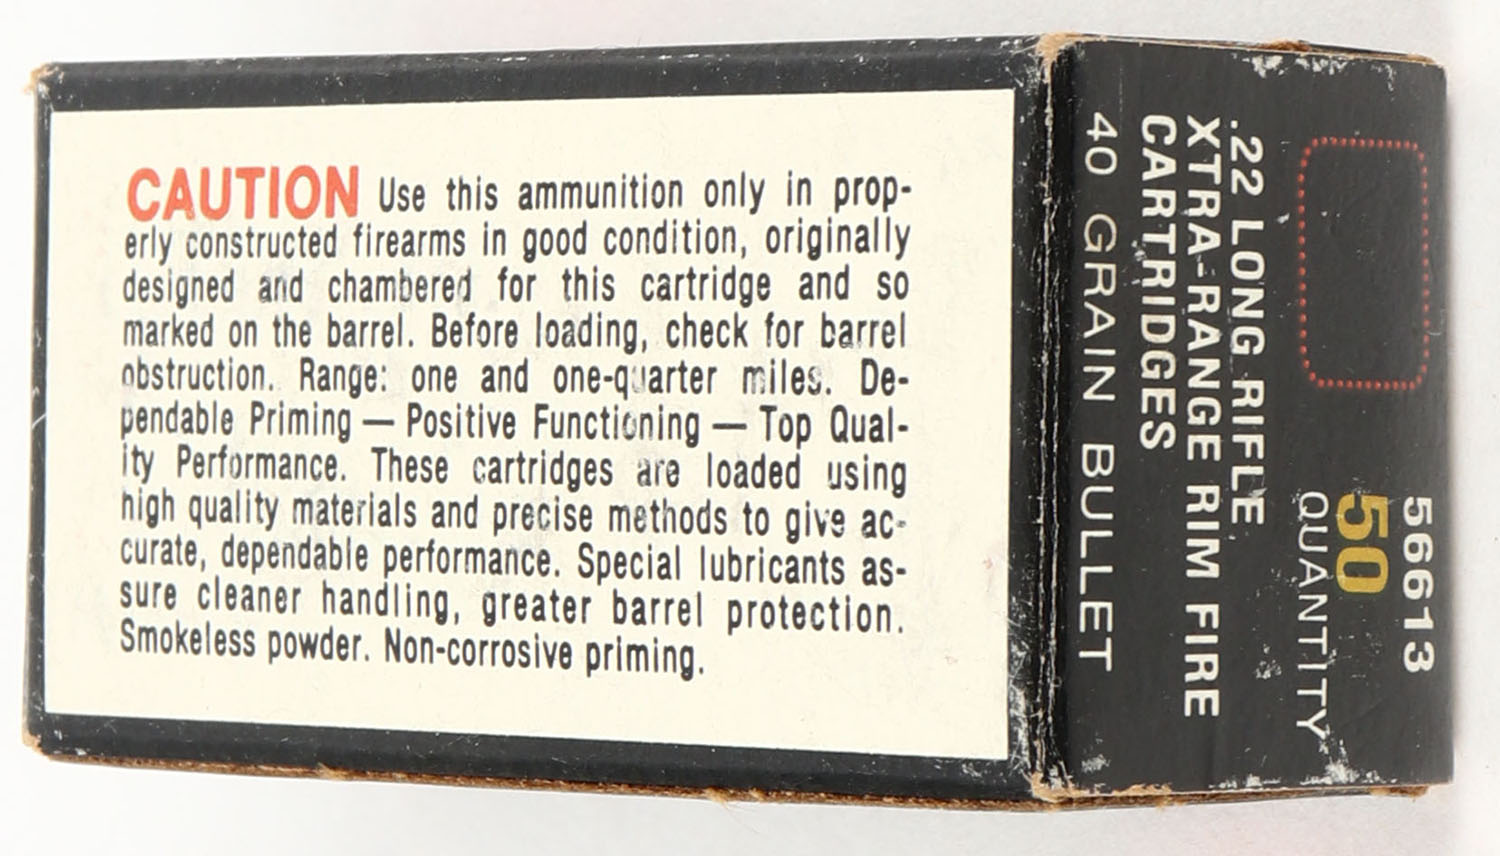 CAUTION Use this ammunition only in prop-
erly constructed firearms in good condition, originally
designed and chambered for this cartridge and so
marked on the barrel. Before loading, check for barrel
obstruction. Range: one and one-quarter miles. De-
pendable Priming — Positive Functioning — Top Qual-
ity Performance. These cartridges are loaded using
high quality materials and precise methods to give ac-
curate, dependable performance. Special lubricants as-
sure cleaner handling, greater barrel protection.
Smokeless powder. Non-corrosive priming.
5613
50
QUANTITY
.22 LONG RIFLE
XTRA-RANGE RIM FIRE
CARTRIDGES
40 GRAIN BULLET